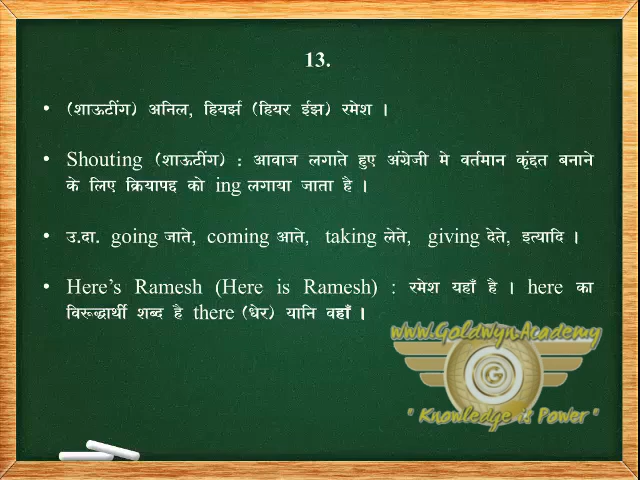 13.
• (शाऊटींग) अनिल, हियर्झ (हियर ईझ) रमेश ।
• Shouting (शाऊटींग) : आवाज लगाते हुए अंग्रेजी मे वर्तमान कृंद्दत बनाने
के लिए क्रियापद्द को ing लगाया जाता है ।
• उ.दा. going जाते, coming आते, taking लेते, giving देते, इत्यादि ।
• Here's Ramesh (Here is Ramesh) : रमेश यहाँ है । here का
विरूद्धार्थी शब्द है there (धेर) यानि वहाँ ।
www.Goldwyn.Academy
G
" Knowledge is Power "